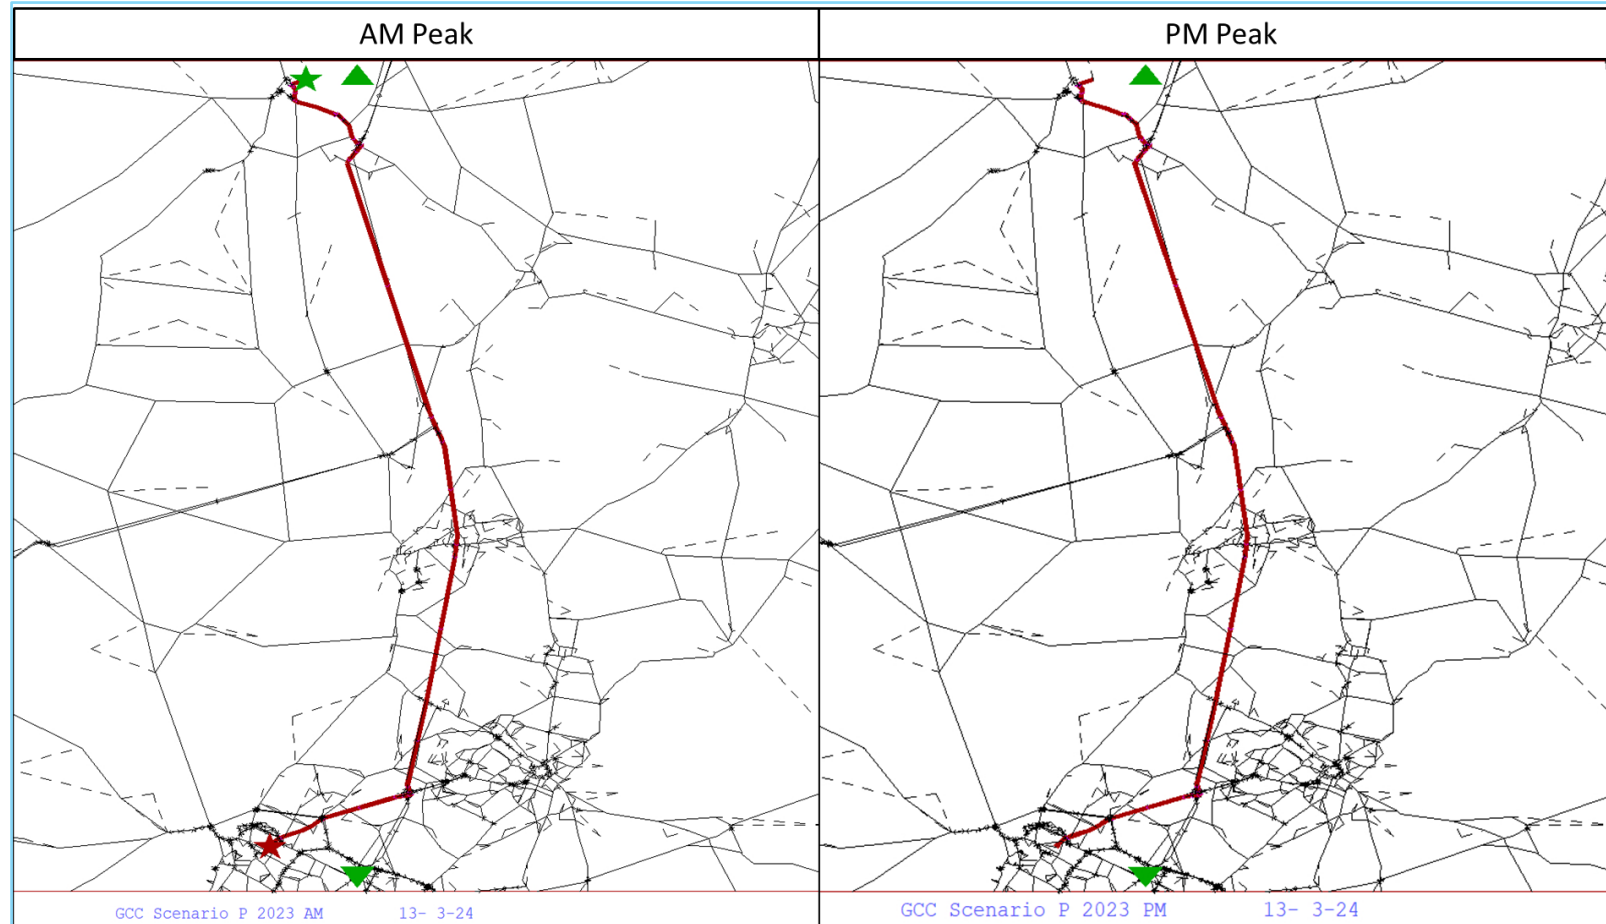 AM Peak
PM Peak
GCC Scenario P 2023 AM 13- 3-24
GCC Scenario P 2023 PM 13- 3-24